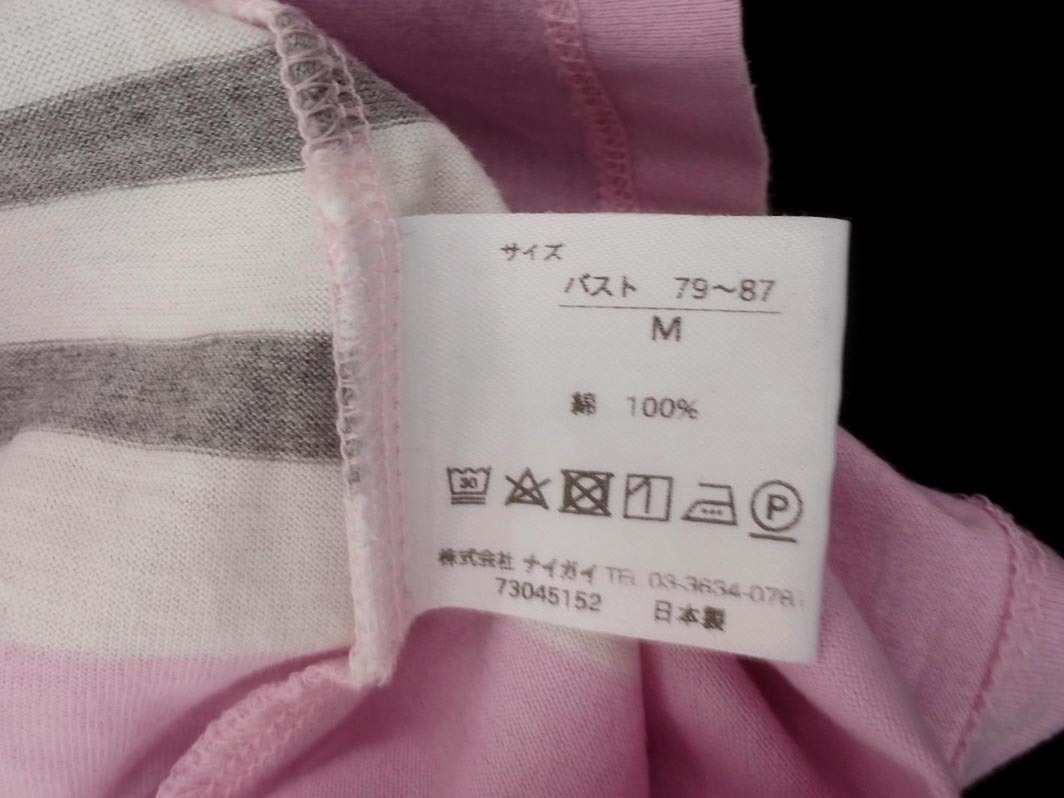 サイズ
バスト 79〜87
M
綿 100%
30
P
株式会社 ナイガイ TEL 03-3634-078
73045152 日本製